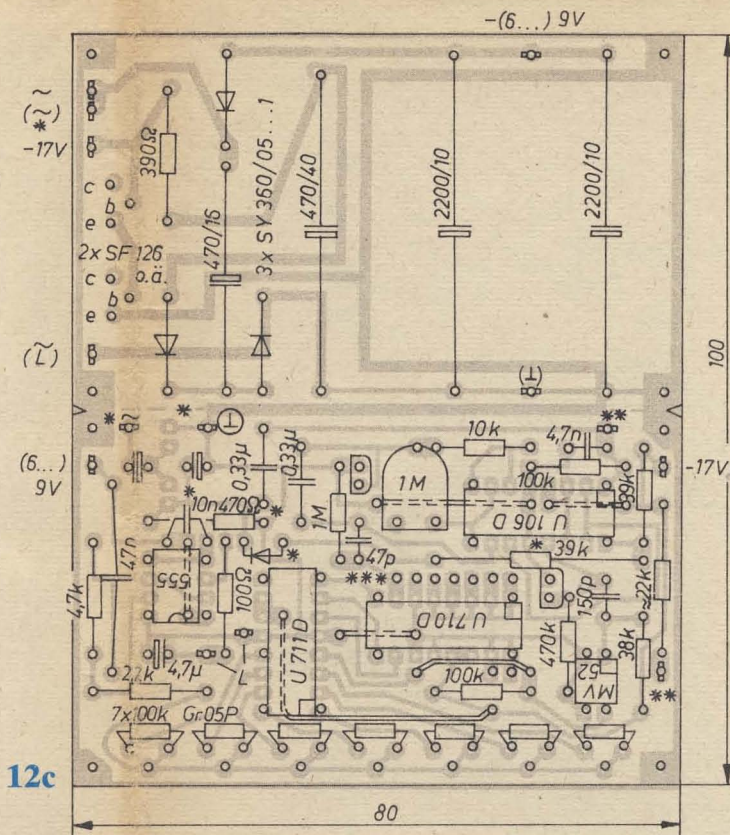 -(6...) 9V
~
(~)
*
-17V
390Ω
c
b
e
2x SF 126
o.ä.
c
b
e
470/16
3x SY 360/05...1
470/40
2200/10
2200/10
100
(L̃)
(⊥)
* ~
*
⊥
**
(6...)
9V
0,33µ
0,33µ
10k
4,7n
100k
39k
-17V
1M
1M
U 106 D
*
10n
470Ω
*
47n
4,7k
555
100Ω
*
47p
***
*
36k
150p
≈22k
U 711 D
U 710 D
470k
38k
MV
52
**
4,7µ
L
2,2k
100k
7x100k Gr.05P
12c
80